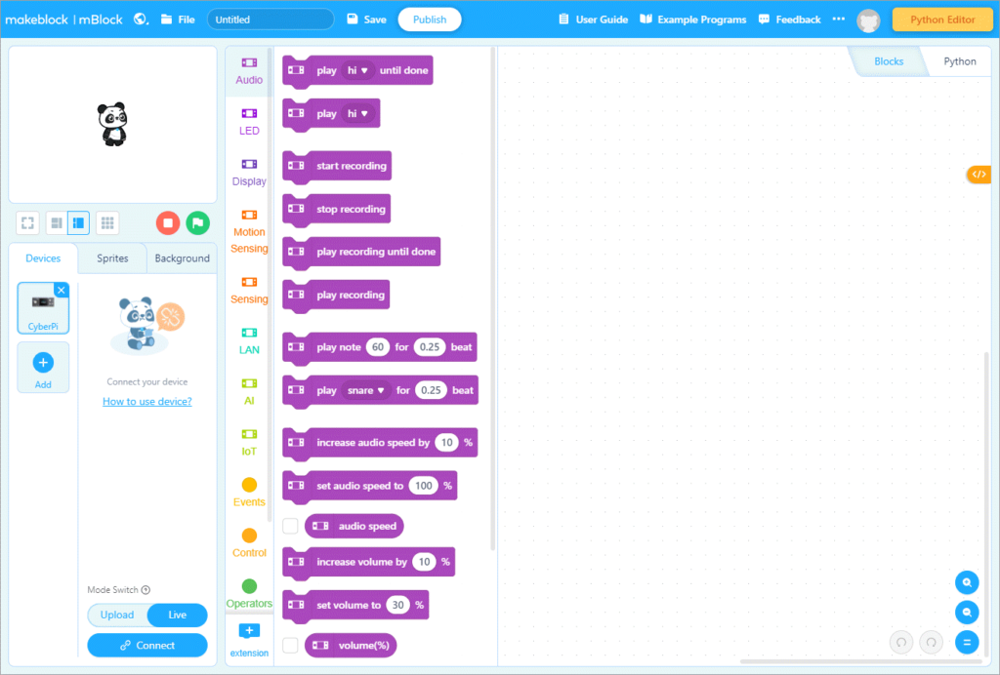 makeblock | mBlock
File
Untitled
Save
Publish
User Guide
Example Programs
Feedback
Python Editor
Devices
Sprites
Background
CyberPi
Add
Connect your device
How to use device?
Mode Switch
Upload
Live
Connect
Audio
LED
Display
Motion
Sensing
Sensing
LAN
AI
IoT
Events
Control
Operators
extension
play hi until done
play hi
start recording
stop recording
play recording until done
play recording
play note 60 for 0.25 beat
play snare for 0.25 beat
increase audio speed by 10 %
set audio speed to 100 %
audio speed
increase volume by 10 %
set volume to 30 %
volume(%)
Blocks
Python
</>